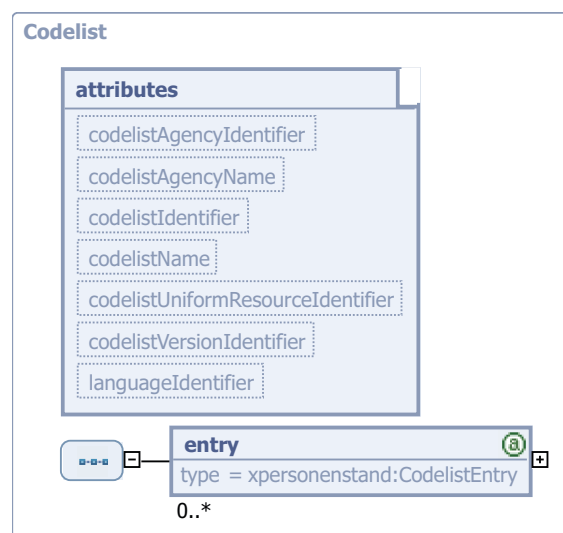 Codelist
attributes
codelistAgencyIdentifier
codelistAgencyName
codelistIdentifier
codelistName
codelistUniformResourceIdentifier
codelistVersionIdentifier
languageIdentifier
entry
type = xpersonenstand:CodelistEntry
0..*